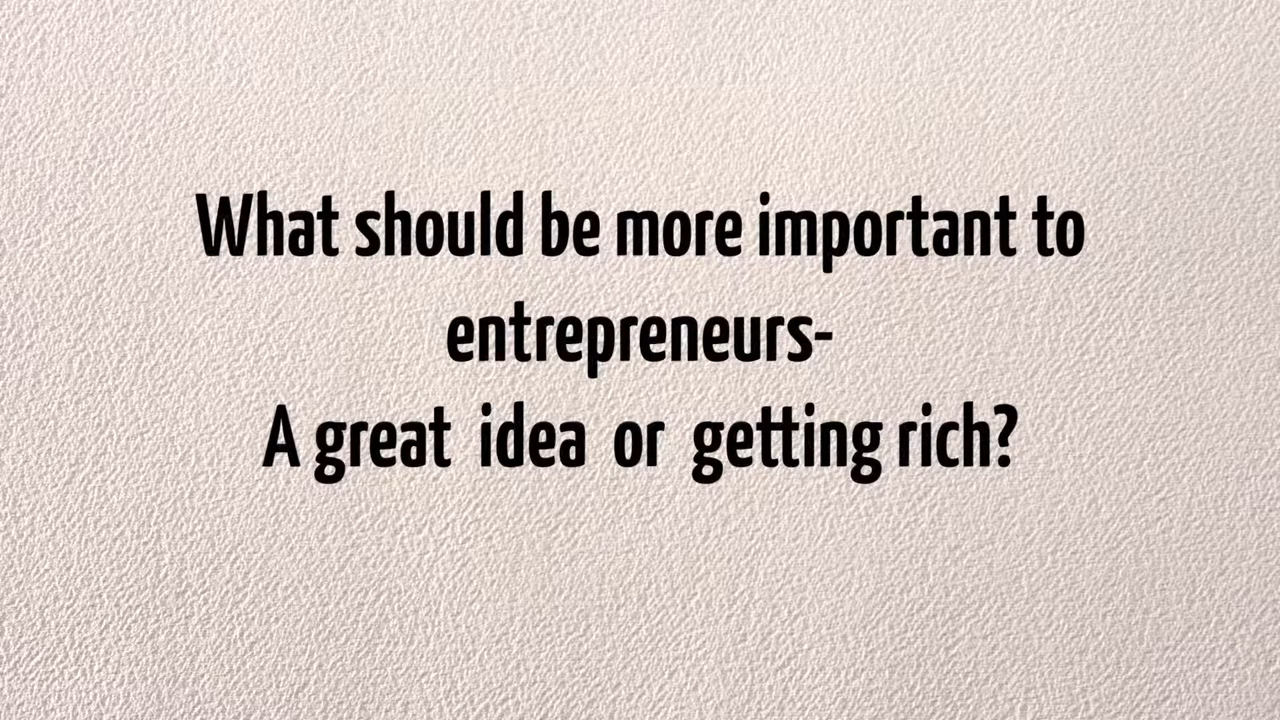 What should be more important to
entrepreneurs-
A great idea or getting rich?